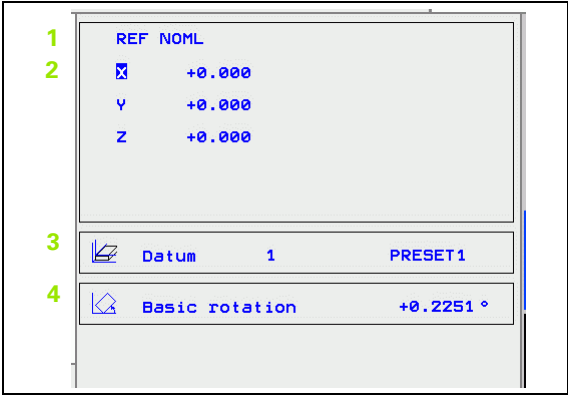 1 REF NOML
2 X +0.000
Y +0.000
Z +0.000
3 Datum 1 PRESET1
4 Basic rotation +0.2251 °